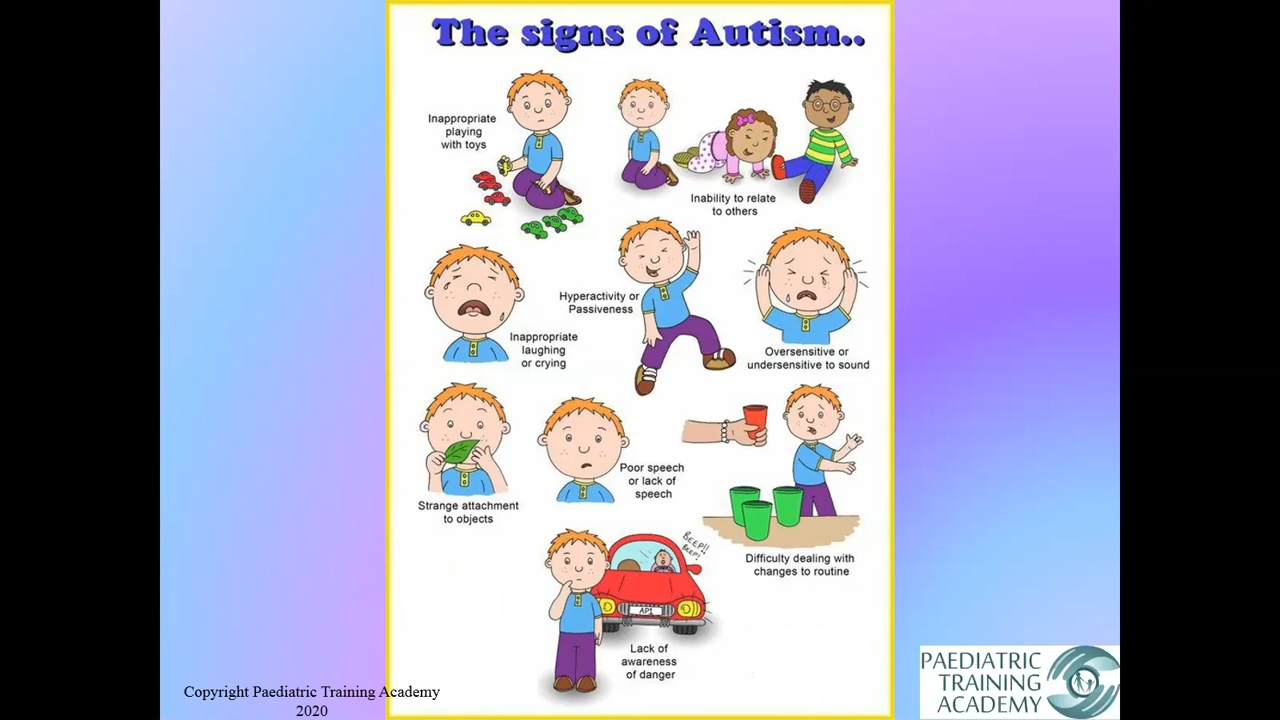 The signs of Autism..
Inappropriate
playing
with toys
Inability to relate
to others
Hyperactivity or
Passiveness
Inappropriate
laughing
or crying
Oversensitive or
undersensitive to sound
Strange attachment
to objects
Poor speech
or lack of
speech
Difficulty dealing with
changes to routine
BEEP!!
BEEP!
AP1
Lack of
awareness
of danger
Copyright Paediatric Training Academy
2020
PAEDIATRIC
TRAINING
ACADEMY